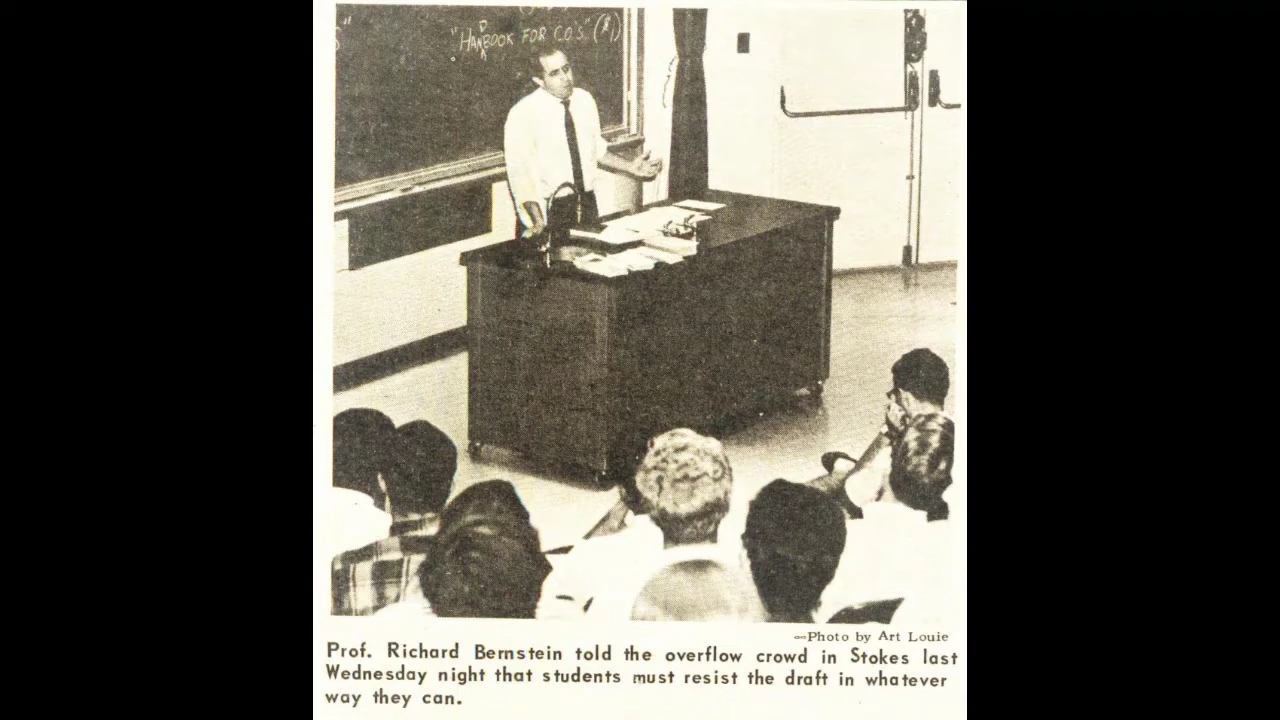 "HANDBOOK FOR C.O.'S" ($1)
—Photo by Art Louie
Prof. Richard Bernstein told the overflow crowd in Stokes last
Wednesday night that students must resist the draft in whatever
way they can.